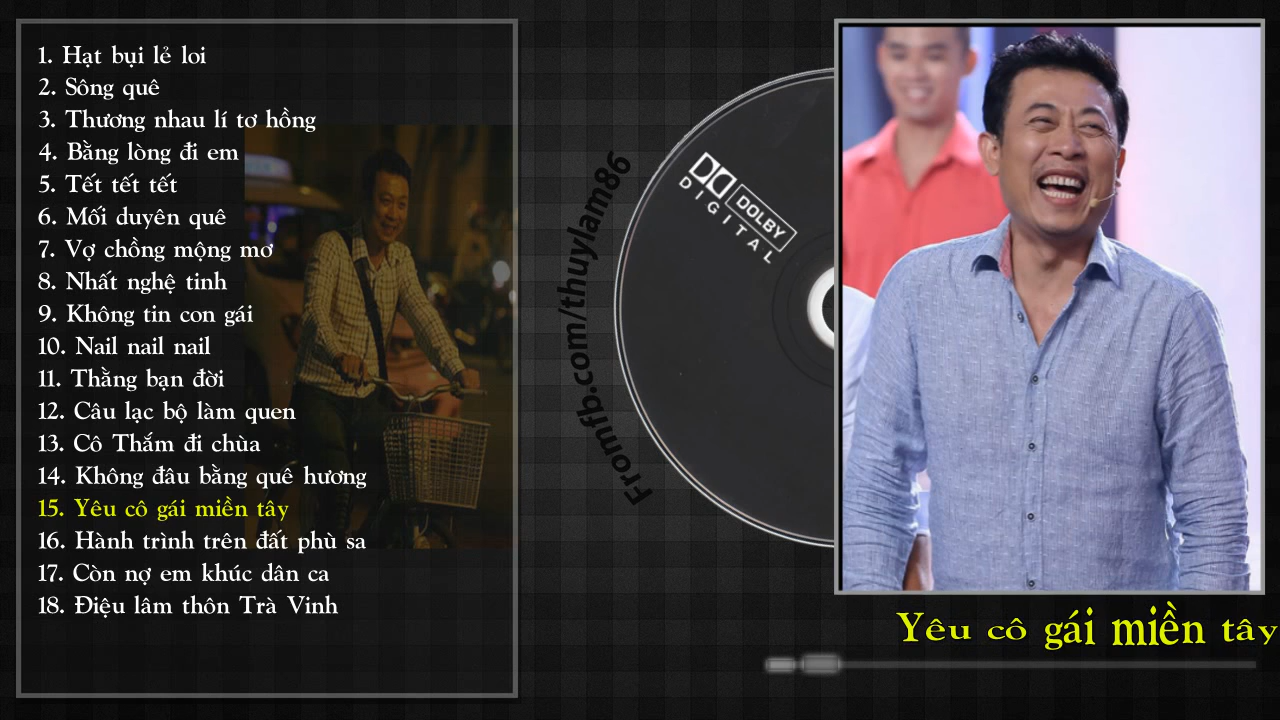 1. Hạt bụi lẻ loi
2. Sông quê
3. Thương nhau lí tơ hồng
4. Bằng lòng đi em
5. Tết tết tết
6. Mối duyên quê
7. Vợ chồng mộng mơ
8. Nhất nghệ tinh
9. Không tin con gái
10. Nail nail nail
11. Thằng bạn đời
12. Câu lạc bộ làm quen
13. Cô Thắm đi chùa
14. Không đâu bằng quê hương
15. Yêu cô gái miền tây
16. Hành trình trên đất phù sa
17. Còn nợ em khúc dân ca
18. Điệu lâm thôn Trà Vinh
Fromfb.com/thuylam86
DOLBY
DIGITAL
Yêu cô gái miền tây